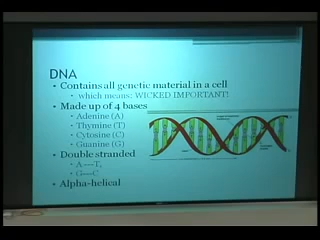 DNA
• Contains all genetic material in a cell
• which means: WICKED IMPORTANT!
• Made up of 4 bases
• Adenine (A)
• Thymine (T)
• Cytosine (C)
• Guanine (G)
• Double stranded
• A
• G
• Alpha-helical